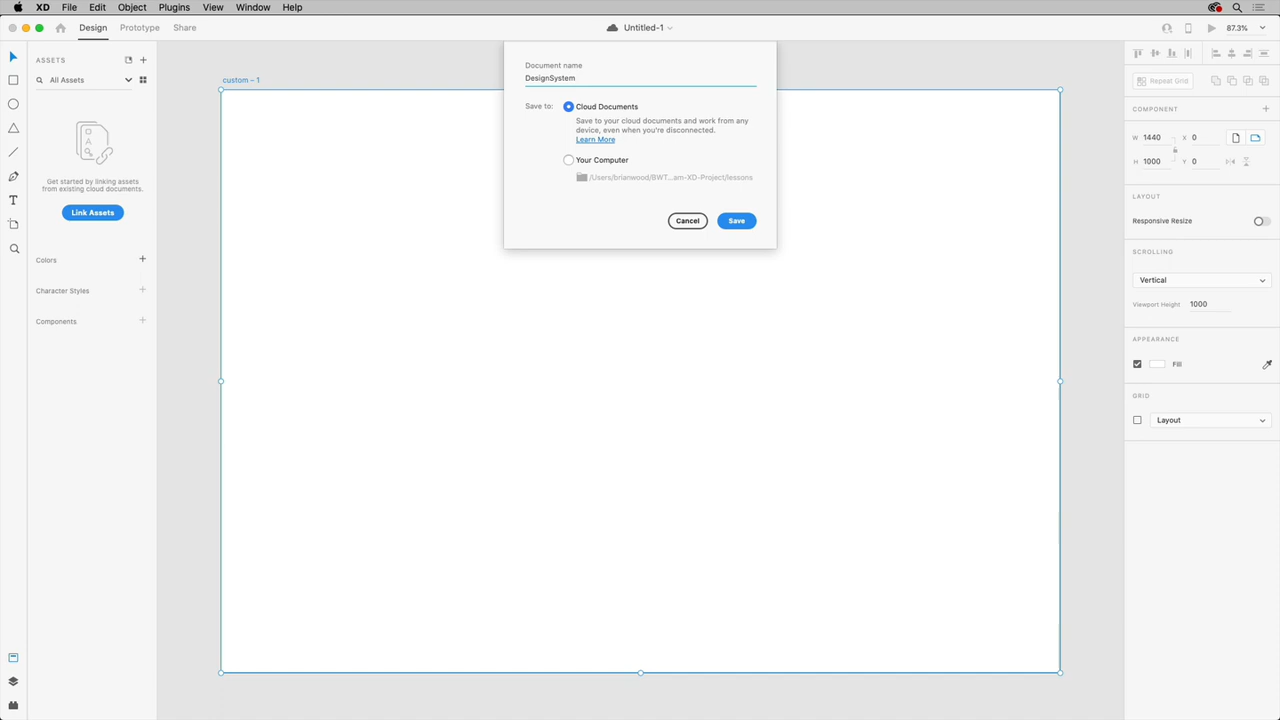 XD File Edit Object Plugins View Window Help
Design Prototype Share
Untitled-1
87.3%
ASSETS
All Assets
Get started by linking assets
from existing cloud documents.
Link Assets
Colors
Character Styles
Components
custom – 1
Document name
DesignSystem
Save to:
Cloud Documents
Save to your cloud documents and work from any
device, even when you're disconnected.
Learn More
Your Computer
/Users/brianwood/BWT...am-XD-Project/lessons
Cancel
Save
Repeat Grid
COMPONENT
W 1440 X 0
H 1000 Y 0
LAYOUT
Responsive Resize
SCROLLING
Vertical
Viewport Height 1000
APPEARANCE
Fill
GRID
Layout